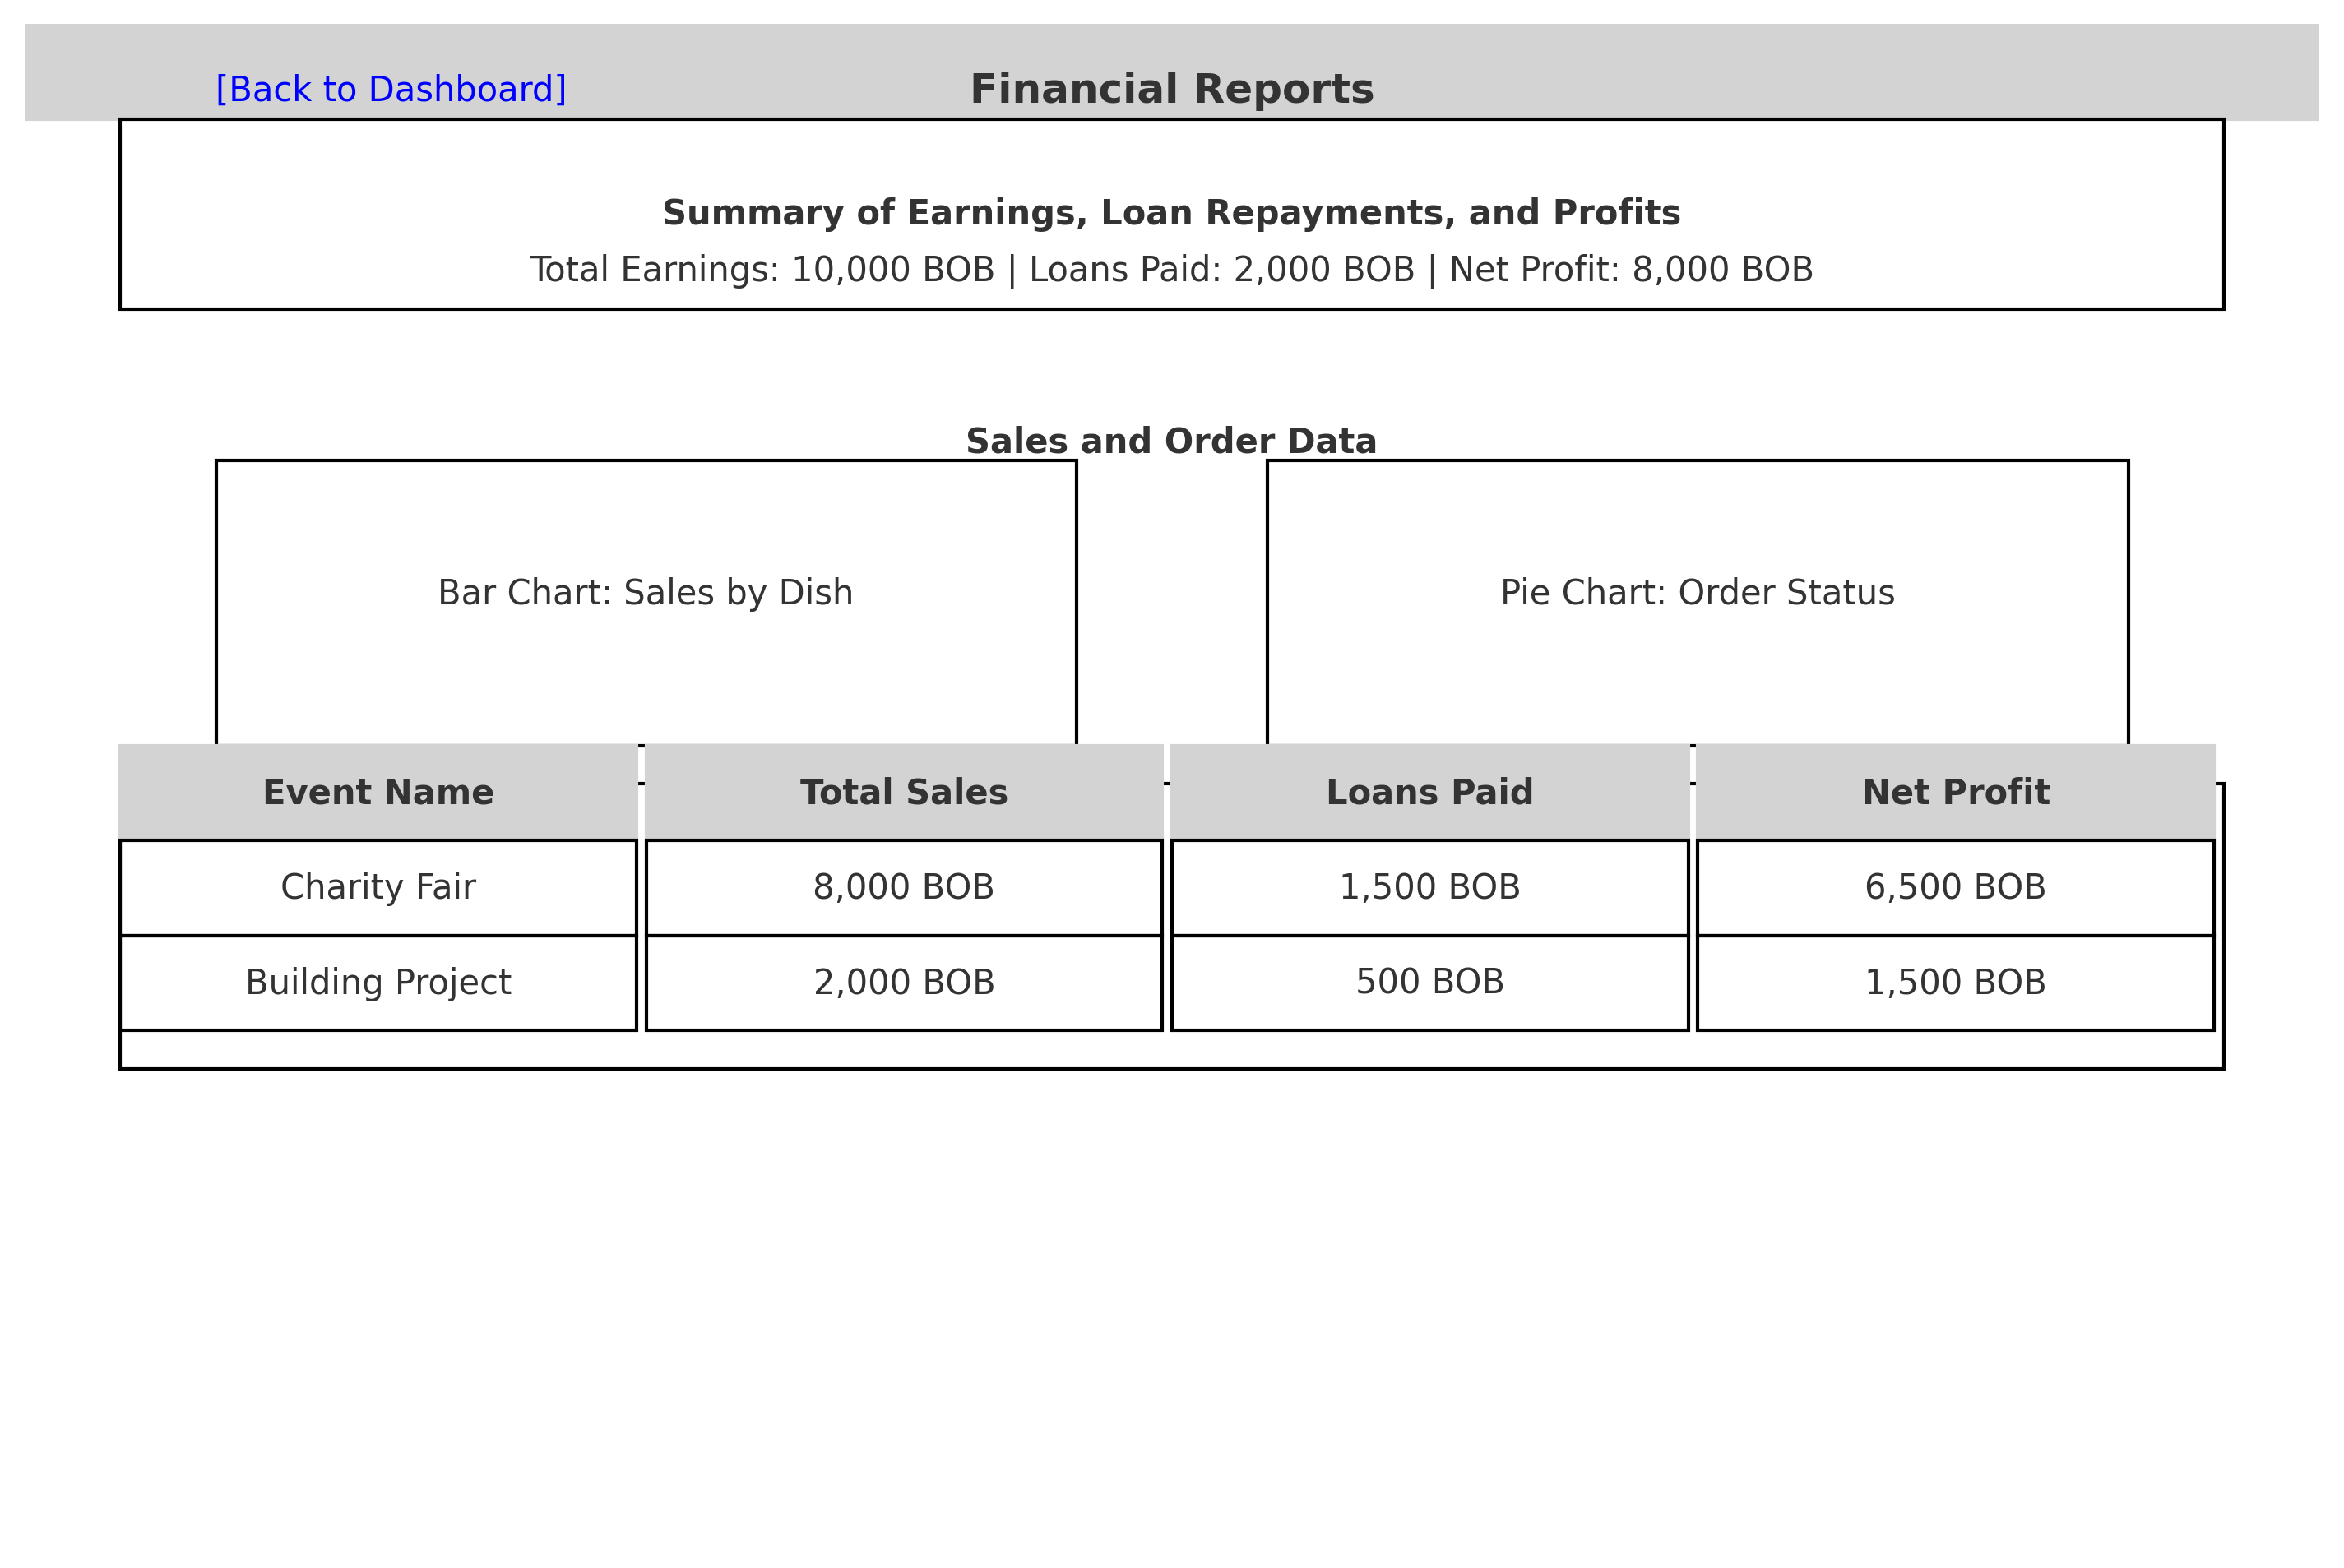 [Back to Dashboard] Financial Reports
Summary of Earnings, Loan Repayments, and Profits
Total Earnings: 10,000 BOB | Loans Paid: 2,000 BOB | Net Profit: 8,000 BOB
Sales and Order Data
Bar Chart: Sales by Dish Pie Chart: Order Status
Event Name Total Sales Loans Paid Net Profit
Charity Fair 8,000 BOB 1,500 BOB 6,500 BOB
Building Project 2,000 BOB 500 BOB 1,500 BOB